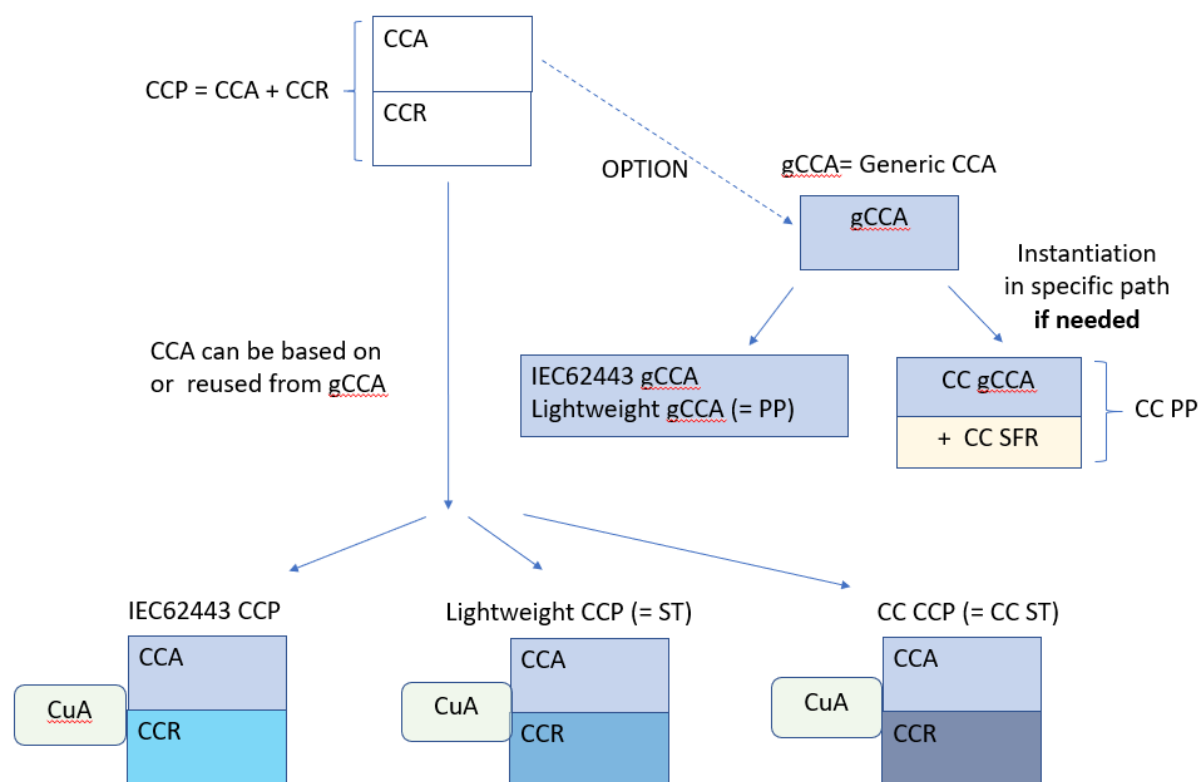 CCA
CCP = CCA + CCR
CCR
OPTION
gCCA= Generic CCA
gCCA
Instantiation
in specific path
if needed
CCA can be based on
or reused from gCCA
IEC62443 gCCA
Lightweight gCCA (= PP)
CC gCCA
+ CC SFR
CC PP
IEC62443 CCP
CCA
CuA
CCR
Lightweight CCP (= ST)
CCA
CuA
CCR
CC CCP (= CC ST)
CCA
CuA
CCR